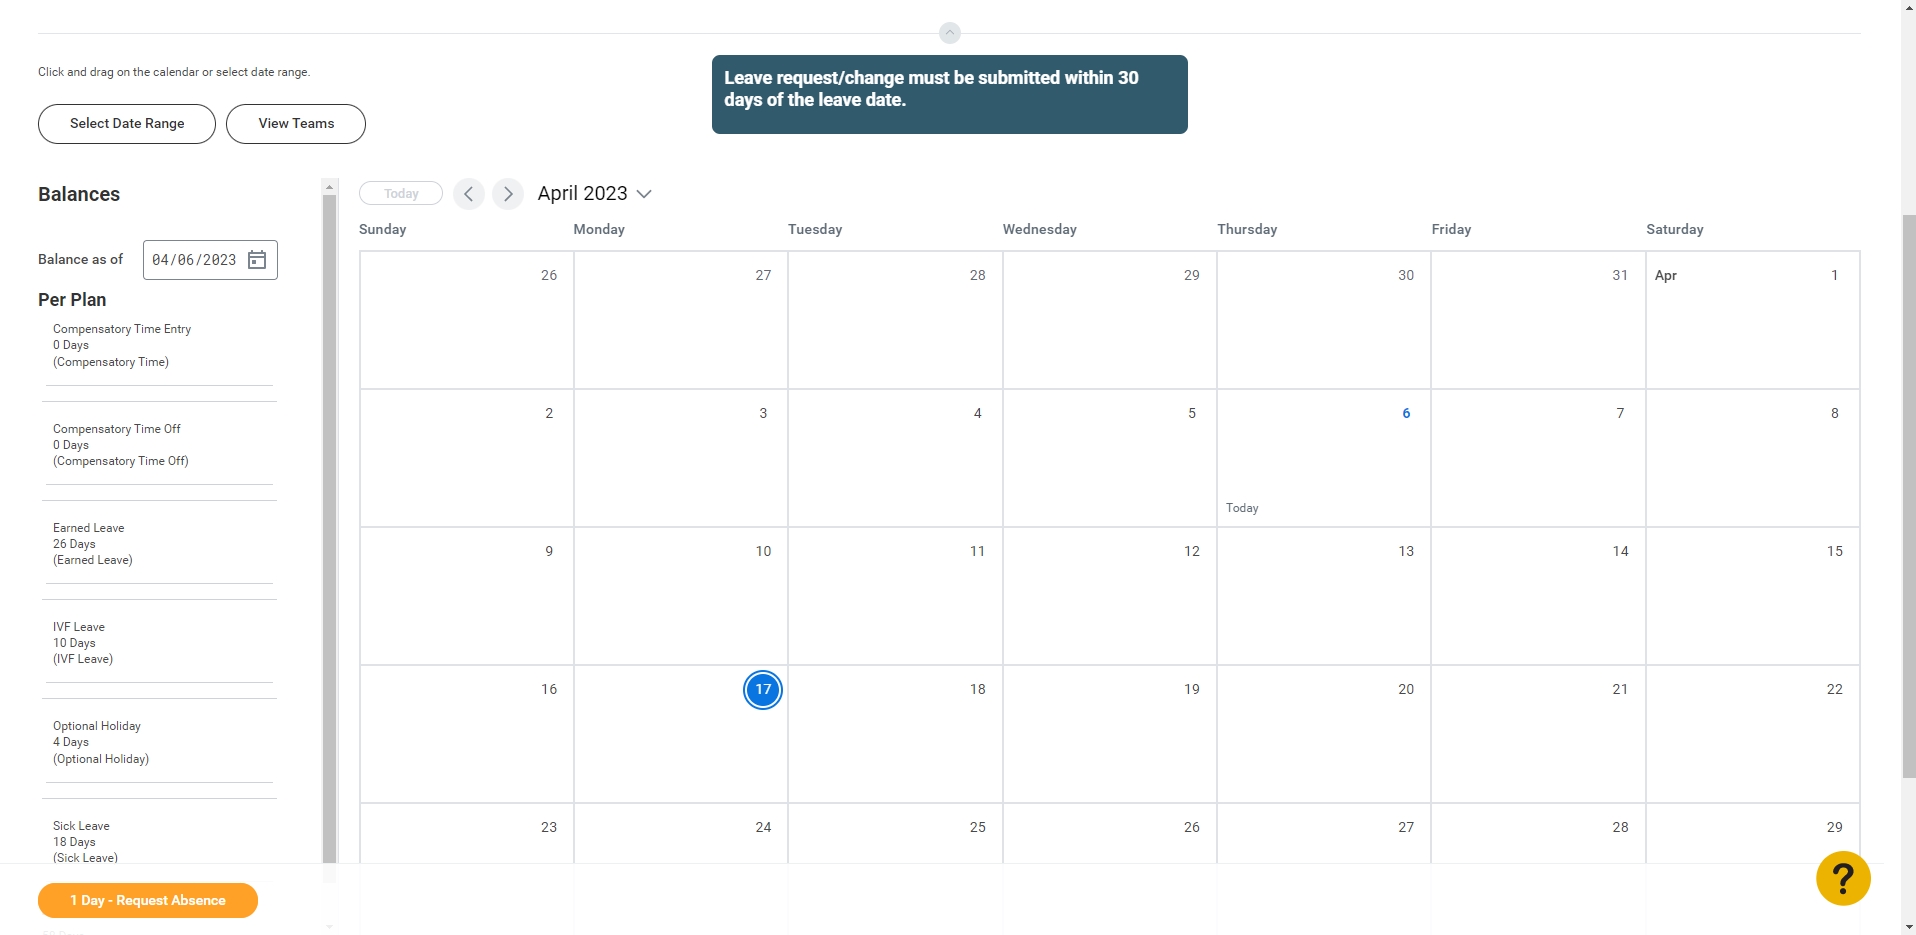 Click and drag on the calendar or select date range.
Leave request/change must be submitted within 30
days of the leave date.
Select Date Range
View Teams
Balances
Today
April 2023
Sunday Monday Tuesday Wednesday Thursday Friday Saturday
Balance as of 04/06/2023
Per Plan
Compensatory Time Entry
0 Days
(Compensatory Time)
Compensatory Time Off
0 Days
(Compensatory Time Off)
Earned Leave
26 Days
(Earned Leave)
IVF Leave
10 Days
(IVF Leave)
Optional Holiday
4 Days
(Optional Holiday)
Sick Leave
18 Days
(Sick Leave)
26 27 28 29 30 31 Apr 1
2 3 4 5 6 7 8
Today
9 10 11 12 13 14 15
16 17 18 19 20 21 22
23 24 25 26 27 28 29
1 Day - Request Absence
?